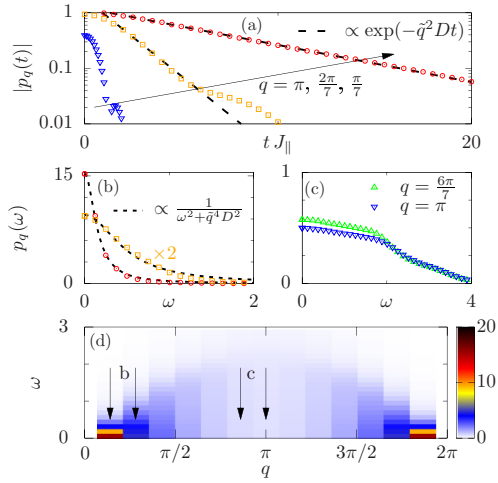 (a)
∝ exp(−q̃²Dt)
1
0.1
0.01
|p_q(t)|
q = π, 2π/7, π/7
0
20
t J_∥
(b)
∝ 1/(ω²+q̃⁴D²)
×2
15
0
p_q(ω)
0
ω
2
(c)
q = 6π/7
q = π
1
0
0
ω
4
(d)
b
c
3
0
ω
0
π/2
π
3π/2
2π
q
20
15
10
5
0